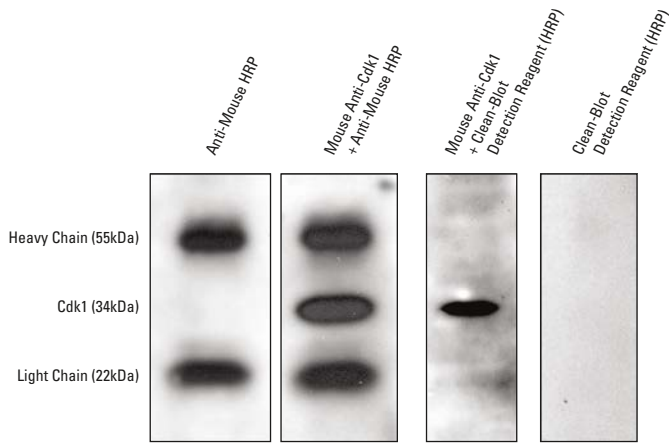 Anti-Mouse HRP
Mouse Anti-Cdk1
+ Anti-Mouse HRP
Mouse Anti-Cdk1
+ Clean-Blot
Detection Reagent (HRP)
Clean-Blot
Detection Reagent (HRP)
Heavy Chain (55kDa)
Cdk1 (34kDa)
Light Chain (22kDa)